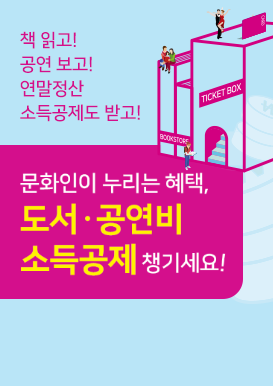 책 읽고!
공연 보고!
연말정산
소득공제도 받고!
TICKET BOX
BOOKSTORE
문화인이 누리는 혜택,
도서·공연비
소득공제 챙기세요!